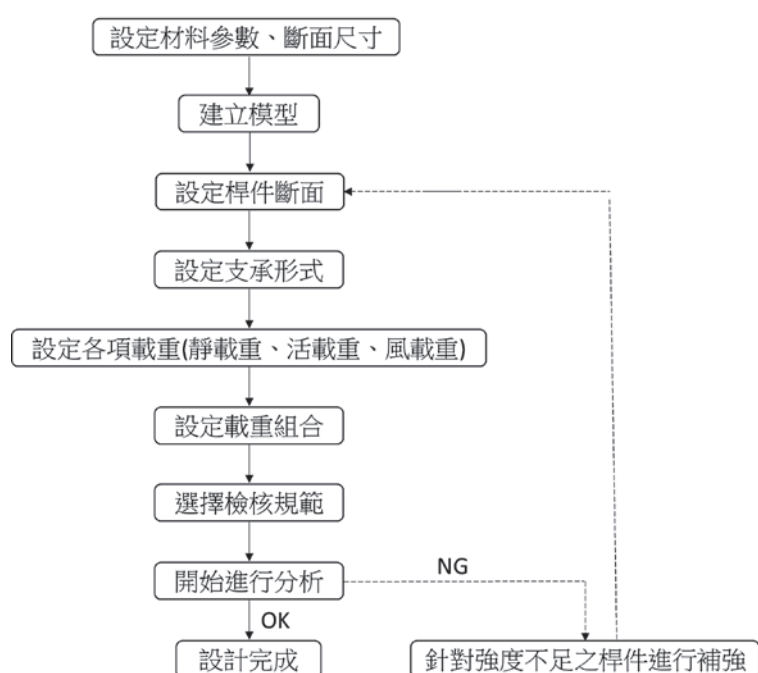 設定材料參數、斷面尺寸
建立模型
設定桿件斷面
設定支承形式
設定各項載重(靜載重、活載重、風載重)
設定載重組合
選擇檢核規範
開始進行分析
NG
OK
設計完成
針對強度不足之桿件進行補強